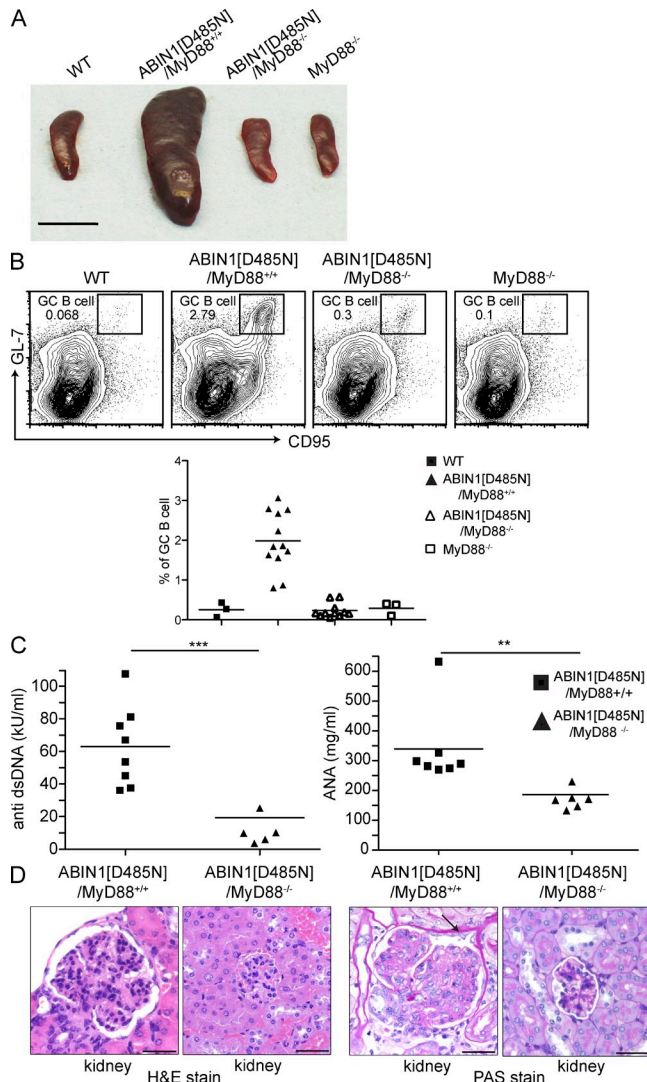 A
WT
ABIN1[D485N]
/MyD88+/+
ABIN1[D485N]
/MyD88-/-
MyD88-/-
B
WT
ABIN1[D485N]
/MyD88+/+
ABIN1[D485N]
/MyD88-/-
MyD88-/-
GC B cell
0.068
GC B cell
2.79
GC B cell
0.3
GC B cell
0.1
GL-7
CD95
% of GC B cell
4
3
2
1
0
WT
ABIN1[D485N]
/MyD88+/+
ABIN1[D485N]
/MyD88-/-
MyD88-/-
C
***
anti dsDNA (kU/ml)
100
80
60
40
20
0
ABIN1[D485N]
/MyD88+/+
ABIN1[D485N]
/MyD88-/-
**
ANA (mg/ml)
600
500
400
300
200
100
0
ABIN1[D485N]
/MyD88+/+
ABIN1[D485N]
/MyD88 -/-
ABIN1[D485N]
/MyD88+/+
ABIN1[D485N]
/MyD88-/-
D
kidney
kidney
H&E stain
kidney
kidney
PAS stain